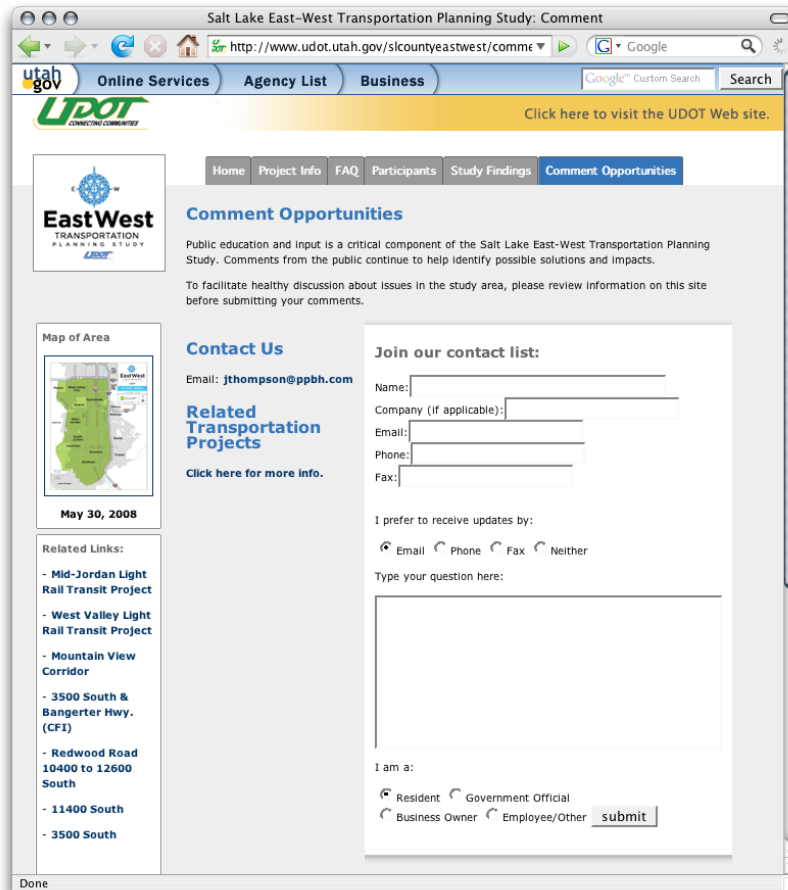 Salt Lake East-West Transportation Planning Study: Comment
http://www.udot.utah.gov/slcountyeastwest/comme
Google
utah gov
Online Services
Agency List
Business
Google™ Custom Search
Search
UDOT
CONNECTING COMMUNITIES
Click here to visit the UDOT Web site.
Home
Project Info
FAQ
Participants
Study Findings
Comment Opportunities
E
W
EastWest
TRANSPORTATION
PLANNING STUDY
UDOT
Comment Opportunities
Public education and input is a critical component of the Salt Lake East-West Transportation Planning
Study. Comments from the public continue to help identify possible solutions and impacts.
To facilitate healthy discussion about issues in the study area, please review information on this site
before submitting your comments.
Map of Area
EastWest
May 30, 2008
Related Links:
- Mid-Jordan Light
Rail Transit Project
- West Valley Light
Rail Transit Project
- Mountain View
Corridor
- 3500 South &
Bangerter Hwy.
(CFI)
- Redwood Road
10400 to 12600
South
- 11400 South
- 3500 South
Contact Us
Email: jthompson@ppbh.com
Related
Transportation
Projects
Click here for more info.
Join our contact list:
Name:
Company (if applicable):
Email:
Phone:
Fax:
I prefer to receive updates by:
Email Phone Fax Neither
Type your question here:
I am a:
Resident Government Official
Business Owner Employee/Other submit
Done